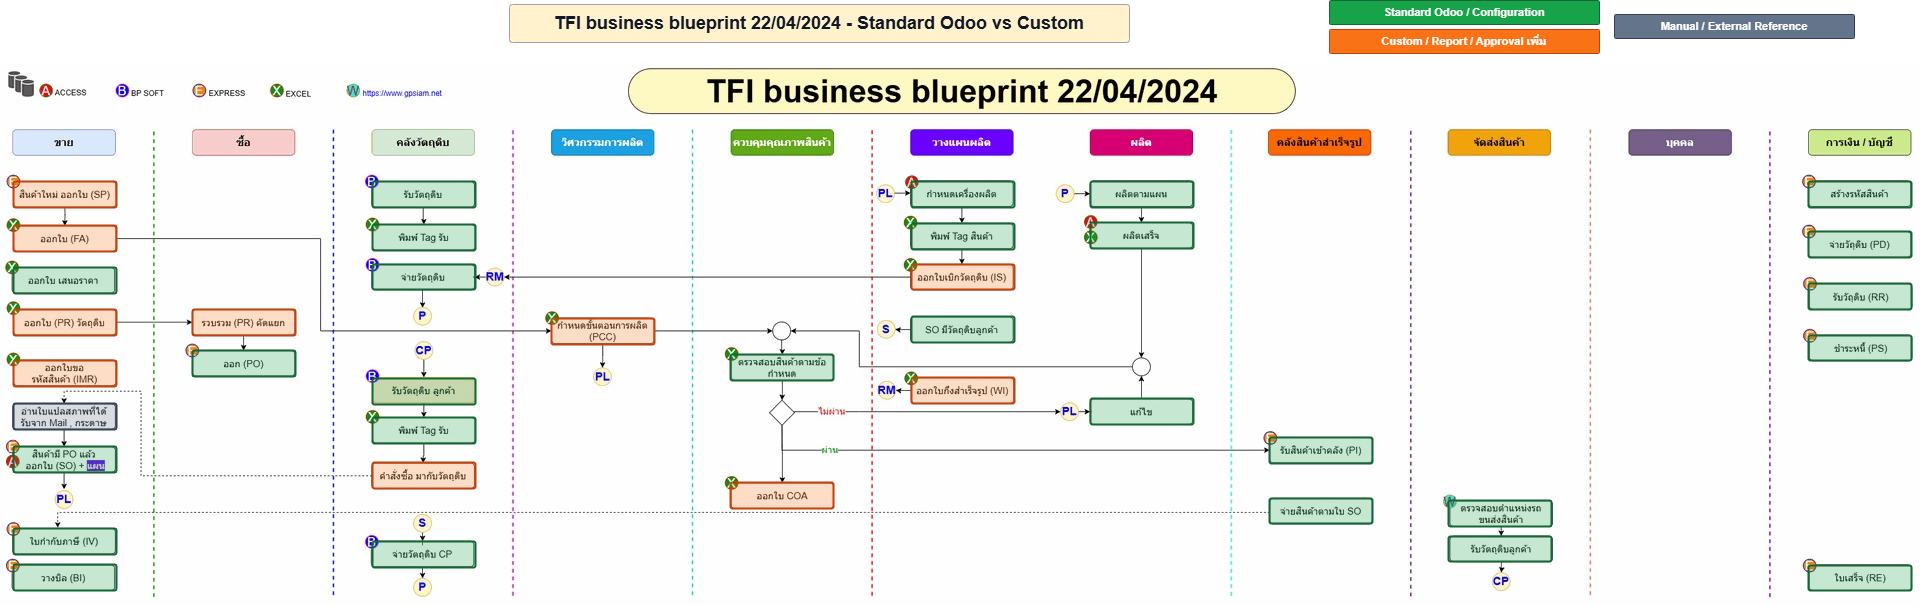 TFI business blueprint 22/04/2024 - Standard Odoo vs Custom
Standard Odoo / Configuration
Custom / Report / Approval เพิ่ม
Manual / External Reference
A ACCESS
B BP SOFT
E EXPRESS
X EXCEL
W https://www.gpsiam.net
TFI business blueprint 22/04/2024
ขาย
ซื้อ
คลังวัตถุดิบ
วิศวกรรมการผลิต
ควบคุมคุณภาพสินค้า
วางแผนผลิต
ผลิต
คลังสินค้าสำเร็จรูป
จัดส่งสินค้า
บุคคล
การเงิน / บัญชี
E
สินค้าใหม่ ออกใบ (SP)
X
ออกใบ (FA)
X
ออกใบ เสนอราคา
X
ออกใบ (PR) วัตถุดิบ
X
ออกใบขอ
รหัสสินค้า (IMR)
อ่านใบแปลสภาพที่ได้
รับจาก Mail , กระดาษ
E
A
สินค้ามี PO แล้ว
ออกใบ (SO) + แผน
PL
E
ใบกำกับภาษี (IV)
E
วางบิล (BI)
รวบรวม (PR) คัดแยก
E
ออก (PO)
B
รับวัตถุดิบ
X
พิมพ์ Tag รับ
B
จ่ายวัตถุดิบ
RM
P
CP
B
รับวัตถุดิบ ลูกค้า
X
พิมพ์ Tag รับ
คำสั่งซื้อ มากับวัตถุดิบ
S
B
จ่ายวัตถุดิบ CP
P
X
กำหนดขั้นตอนการผลิต
(PCC)
PL
X
ตรวจสอบสินค้าตามข้อ
กำหนด
ไม่ผ่าน
ผ่าน
X
ออกใบ COA
PL
A
กำหนดเครื่องผลิต
X
พิมพ์ Tag สินค้า
X
ออกใบเบิกวัตถุดิบ (IS)
S
SO มีวัตถุดิบลูกค้า
RM
X
ออกใบกึ่งสำเร็จรูป (WI)
P
ผลิตตามแผน
A
X
ผลิตเสร็จ
PL
แก้ไข
E
รับสินค้าเข้าคลัง (PI)
จ่ายสินค้าตามใบ SO
W
ตรวจสอบตำแหน่งรถ
ขนส่งสินค้า
รับวัตถุดิบลูกค้า
CP
E
สร้างรหัสสินค้า
E
จ่ายวัถุดิบ (PD)
E
รับวัถุดิบ (RR)
E
ชำระหนี้ (PS)
E
ใบเสร็จ (RE)